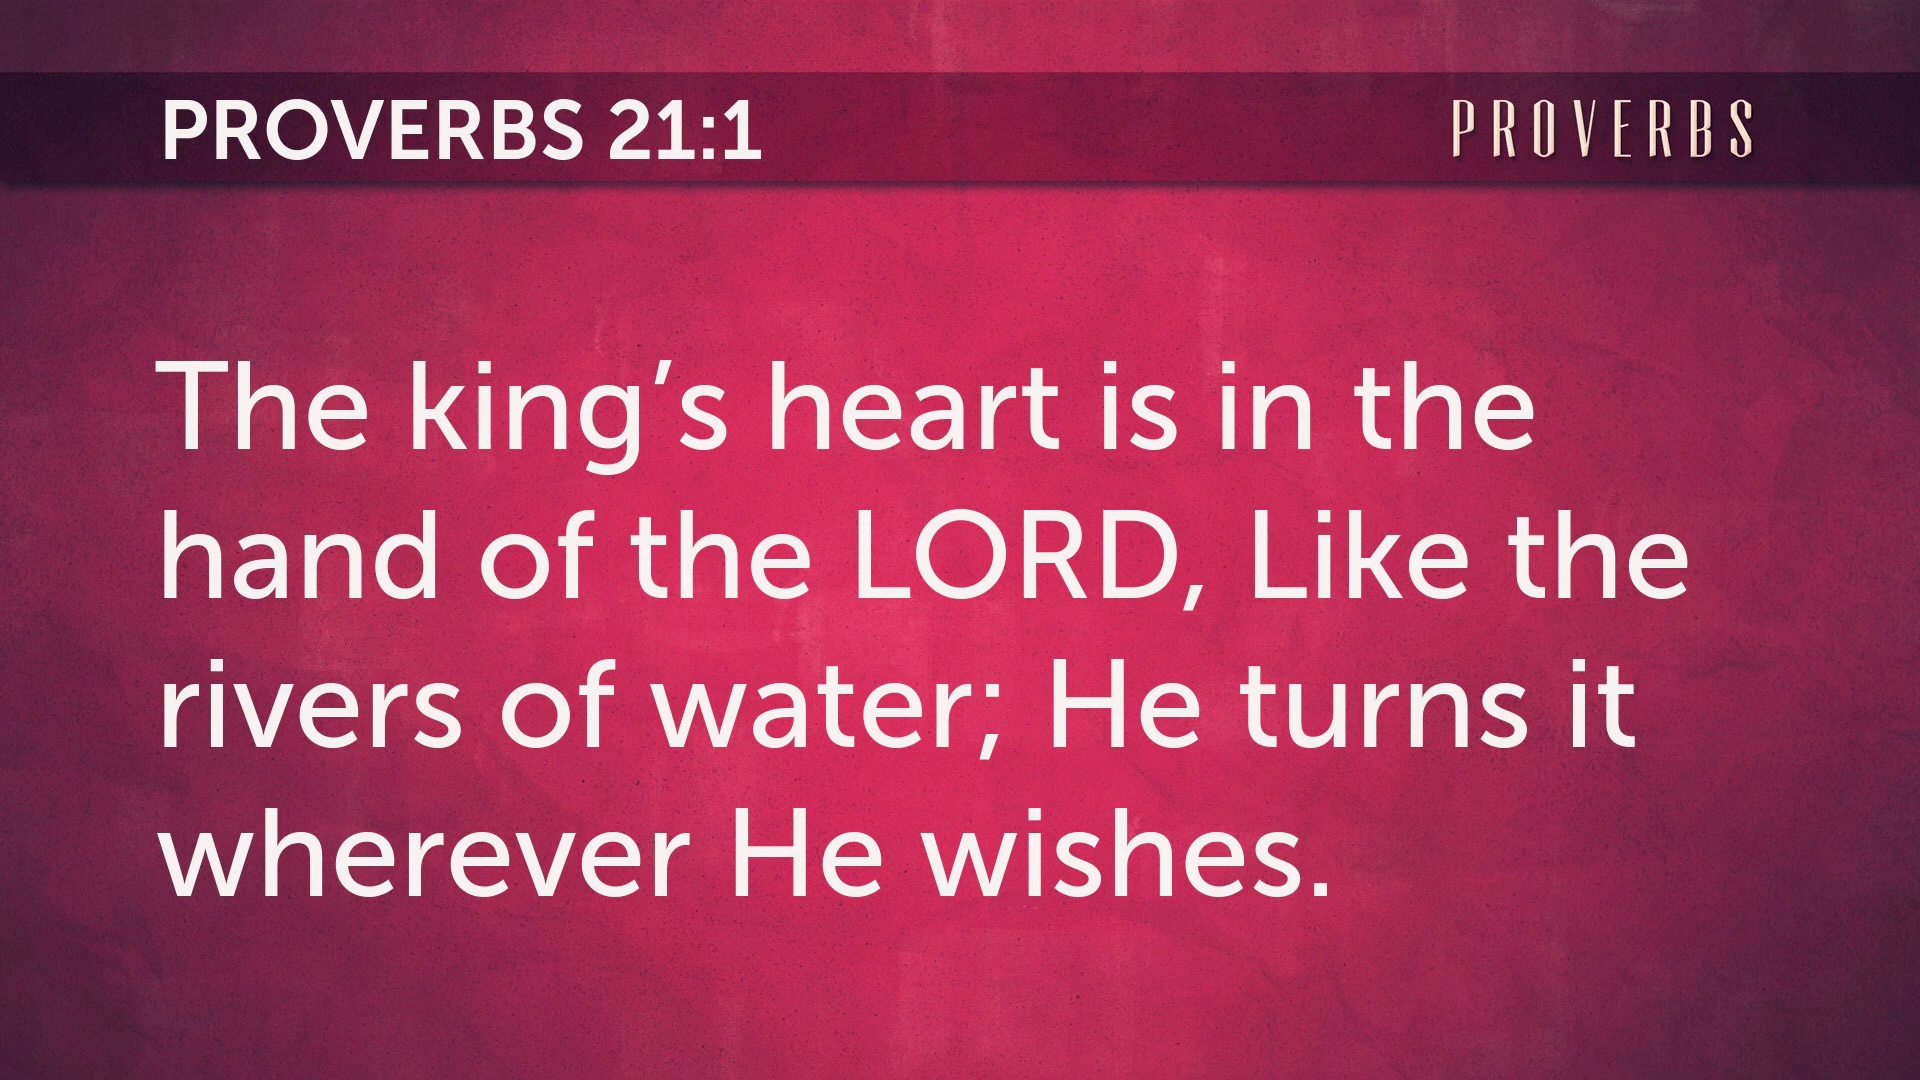 PROVERBS 21:1
PROVERBS
The king’s heart is in the
hand of the LORD, Like the
rivers of water; He turns it
wherever He wishes.